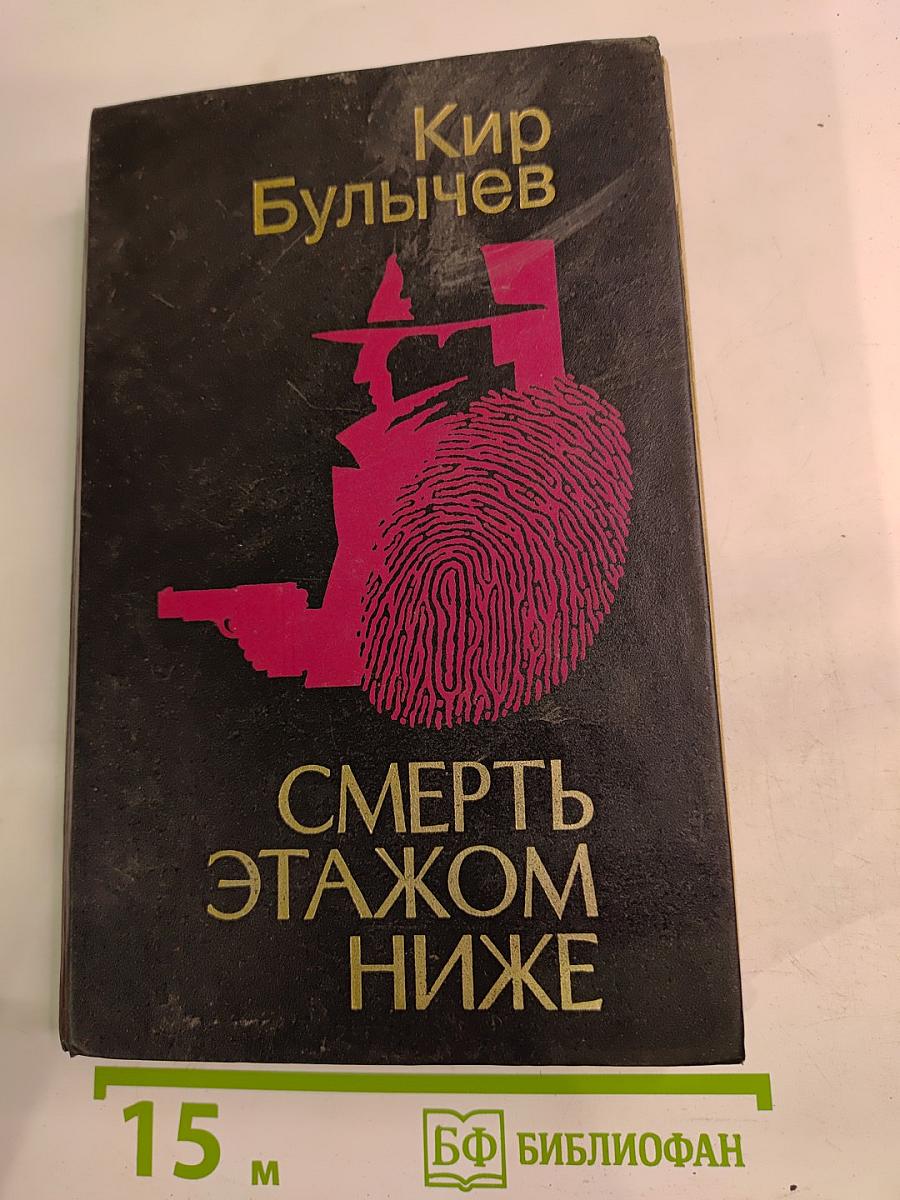 Кир
Булычев
СМЕРТЬ
ЭТАЖОМ
НИЖЕ
15 м
БФ БИБЛИОФАН